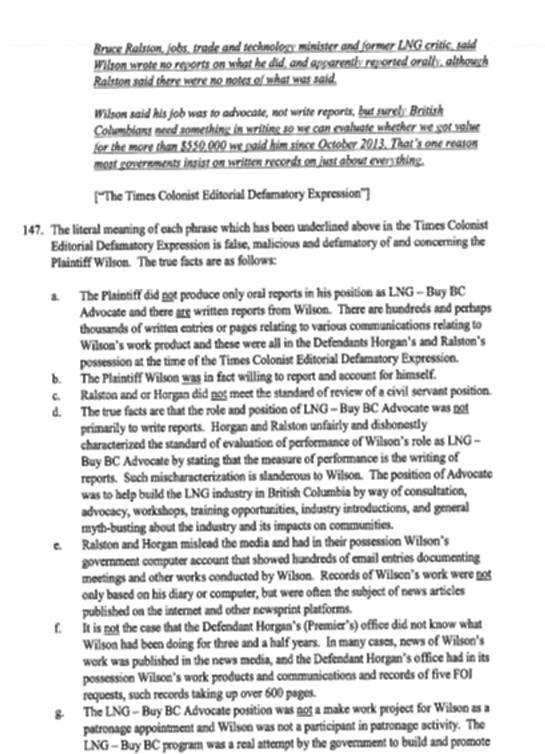 Bruce Ralston, jobs, trade and technology minister and former LNG critic, said
Wilson wrote no reports on what he did, and apparently reported orally, although
Ralston said there were no notes of what was said.
Wilson said his job was to advocate, not write reports, but surely British
Columbians need something in writing so we can evaluate whether we got value
for the more than $550,000 we paid him since October 2013. That's one reason
most governments insist on written records on just about everything.
["The Times Colonist Editorial Defamatory Expression"]
147. The literal meaning of each phrase which has been underlined above in the Times Colonist
Editorial Defamatory Expression is false, malicious and defamatory of and concerning the
Plaintiff Wilson. The true facts are as follows:
a. The Plaintiff did not produce only oral reports in his position as LNG – Buy BC
Advocate and there are written reports from Wilson. There are hundreds and perhaps
thousands of written entries or pages relating to various communications relating to
Wilson's work product and these were all in the Defendants Horgan's and Ralston's
possession at the time of the Times Colonist Editorial Defamatory Expression.
b. The Plaintiff Wilson was in fact willing to report and account for himself.
c. Ralston and or Horgan did not meet the standard of review of a civil servant position.
d. The true facts are that the role and position of LNG – Buy BC Advocate was not
primarily to write reports. Horgan and Ralston unfairly and dishonestly
characterized the standard of evaluation of performance of Wilson's role as LNG –
Buy BC Advocate by stating that the measure of performance is the writing of
reports. Such mischaracterization is slanderous to Wilson. The position of Advocate
was to help build the LNG industry in British Columbia by way of consultation,
advocacy, workshops, training opportunities, industry introductions, and general
myth-busting about the industry and its impacts on communities.
e. Ralston and Horgan mislead the media and had in their possession Wilson's
government computer account that showed hundreds of email entries documenting
meetings and other works conducted by Wilson. Records of Wilson's work were not
only based on his diary or computer, but were often the subject of news articles
published on the internet and other newsprint platforms.
f. It is not the case that the Defendant Horgan's (Premier's) office did not know what
Wilson had been doing for three and a half years. In many cases, news of Wilson's
work was published in the news media, and the Defendant Horgan's office had in its
possession Wilson's work products and communications and records of five FOI
requests, such records taking up over 600 pages.
g. The LNG – Buy BC Advocate position was not a make work project for Wilson as a
patronage appointment and Wilson was not a participant in patronage activity. The
LNG – Buy BC program was a real attempt by the government to build and promote